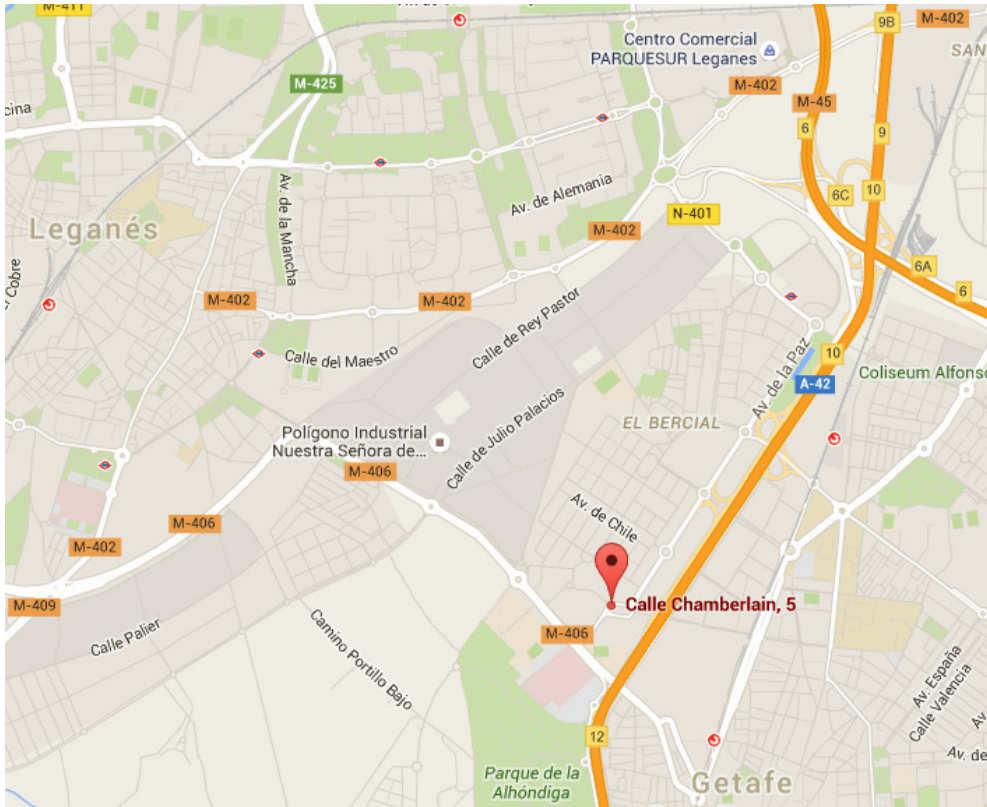 M-411
M-402
9B
Centro Comercial
PARQUESUR Leganes
SAN
M-425
M-402
M-45
cina
6
9
Av. de Alemania
6C
10
Av. de la Mancha
N-401
Leganés
M-402
6A
Cobre
6
M-402
M-402
Calle de Rey Pastor
Calle del Maestro
Av. de la Paz
10
A-42
Coliseum Alfonso
Calle de Julio Palacios
EL BERCIAL
Polígono Industrial
Nuestra Señora de...
M-406
Av. de Chile
M-406
M-402
M-409
Calle Chamberlain, 5
Calle Palier
M-406
Camino Portillo Bajo
Av. España
Calle Valencia
Av.
12
Av. de
Parque de la
Alhóndiga
Getafe